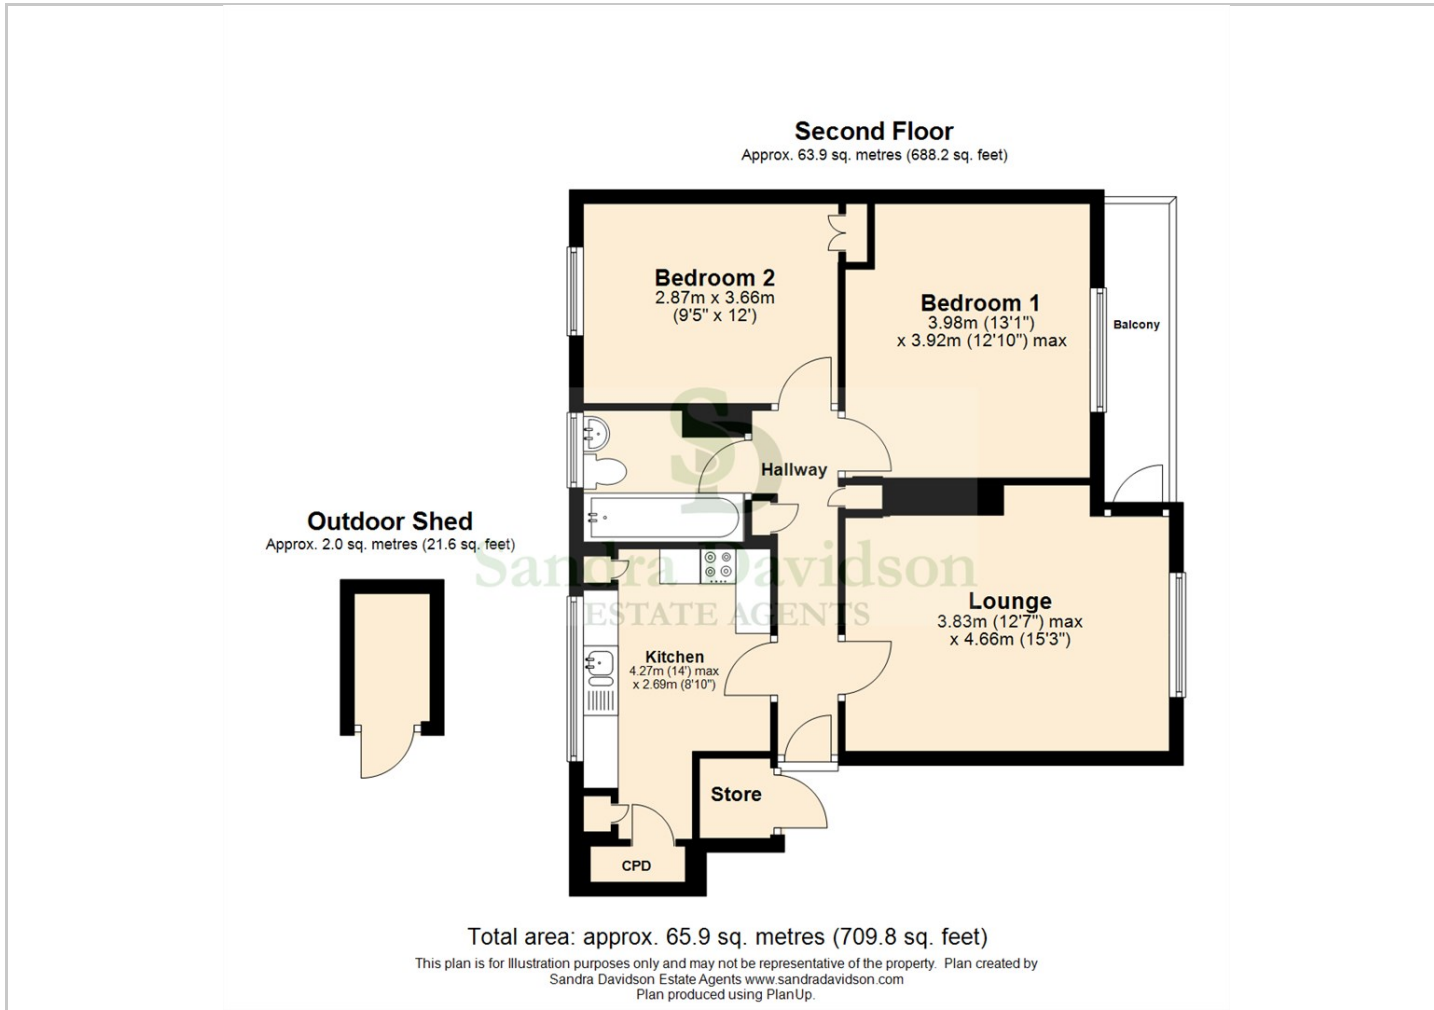 Second Floor
Approx. 63.9 sq. metres (688.2 sq. feet)
Bedroom 2
2.87m x 3.66m
(9'5" x 12')
Bedroom 1
3.98m (13'1")
x 3.92m (12'10") max
Balcony
Hallway
Outdoor Shed
Approx. 2.0 sq. metres (21.6 sq. feet)
SD
Sandra Davidson
ESTATE AGENTS
Lounge
3.83m (12'7") max
x 4.66m (15'3")
Kitchen
4.27m (14') max
x 2.69m (8'10")
Store
CPD
Total area: approx. 65.9 sq. metres (709.8 sq. feet)
This plan is for Illustration purposes only and may not be representative of the property. Plan created by
Sandra Davidson Estate Agents www.sandradavidson.com
Plan produced using PlanUp.